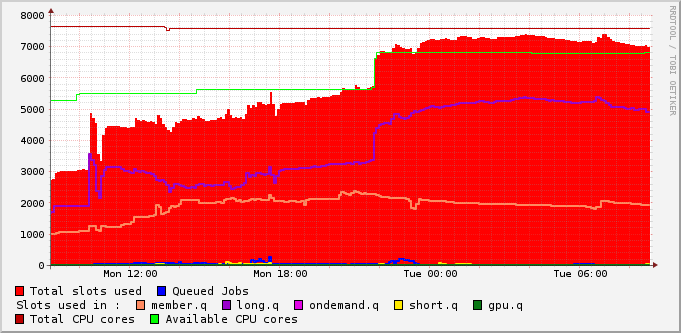 8000
7000
6000
5000
4000
3000
2000
1000
0
Mon 12:00 Mon 18:00 Tue 00:00 Tue 06:00
Total slots used Queued Jobs
Slots used in : member.q long.q ondemand.q short.q gpu.q
Total CPU cores Available CPU cores
RRDTOOL / TOBI OETIKER